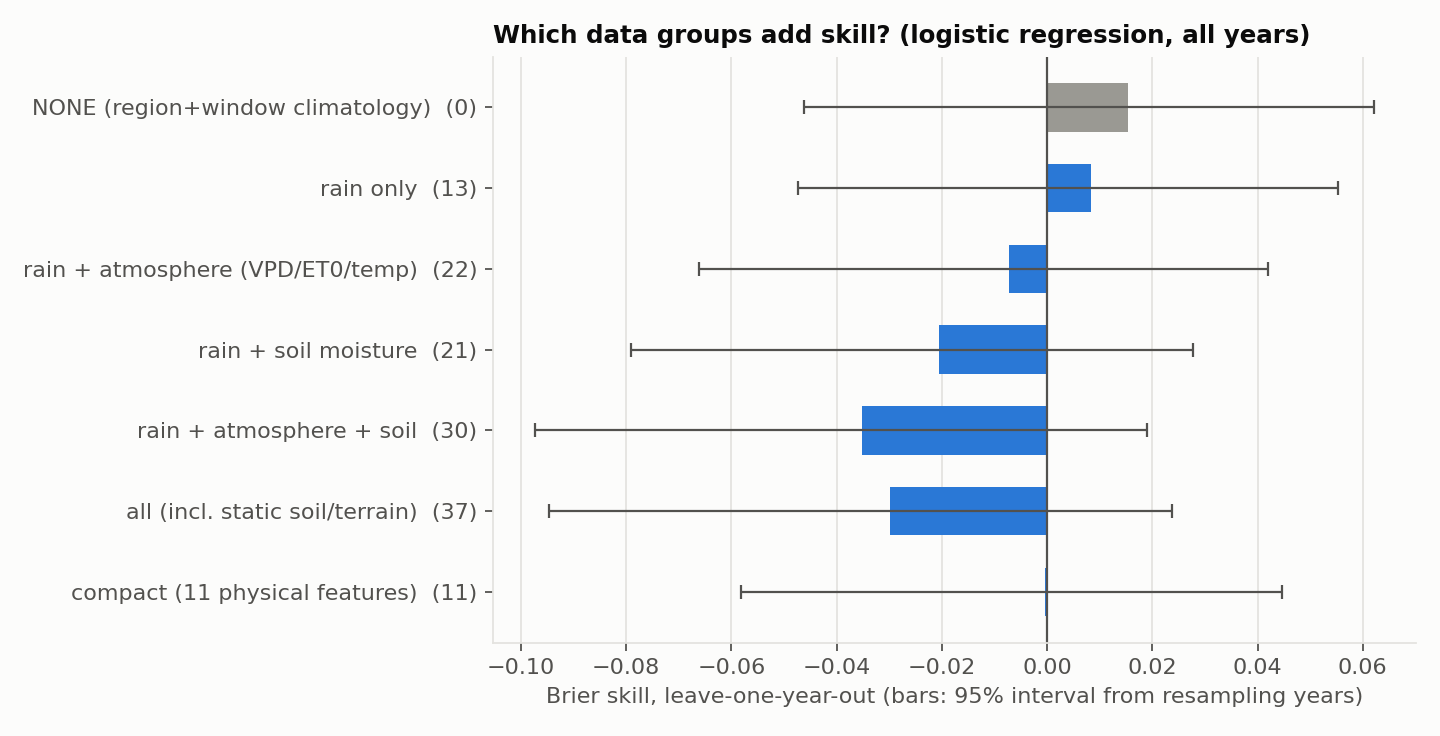 Which data groups add skill? (logistic regression, all years)
NONE (region+window climatology)  (0)
rain only  (13)
rain + atmosphere (VPD/ET0/temp)  (22)
rain + soil moisture  (21)
rain + atmosphere + soil  (30)
all (incl. static soil/terrain)  (37)
compact (11 physical features)  (11)
−0.10 −0.08 −0.06 −0.04 −0.02 0.00 0.02 0.04 0.06
Brier skill, leave-one-year-out (bars: 95% interval from resampling years)